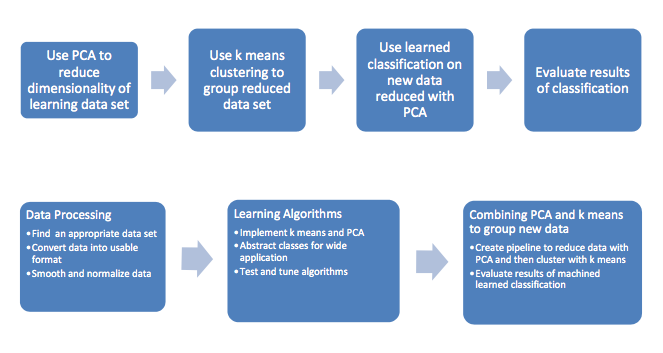 Use PCA to
reduce
dimensionality of
learning data set
Use k means
clustering to
group reduced
data set
Use learned
classification on
new data
reduced with
PCA
Evaluate results
of classification
Data Processing
• Find an appropriate data set
• Convert data into usable
format
• Smooth and normalize data
Learning Algorithms
• Implement k means and PCA
• Abstract classes for wide
application
• Test and tune algorithms
Combining PCA and k means
to group new data
• Create pipeline to reduce data with
PCA and then cluster with k means
• Evaluate results of machined
learned classification